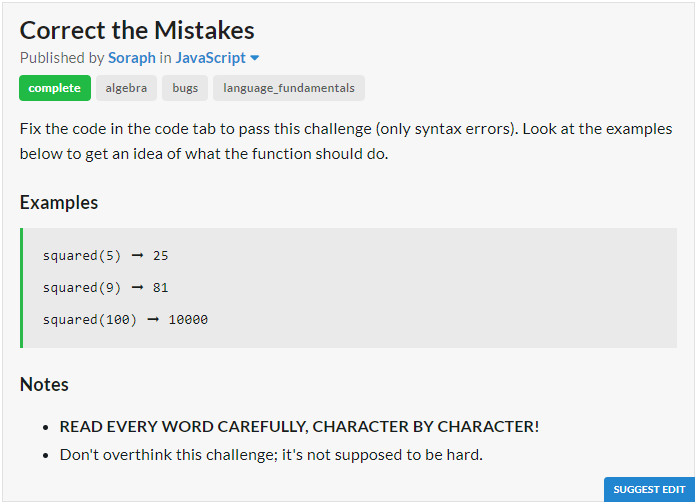 Correct the Mistakes
Published by Soraph in JavaScript
complete algebra bugs language_fundamentals
Fix the code in the code tab to pass this challenge (only syntax errors). Look at the examples
below to get an idea of what the function should do.
Examples
squared(5) ➞ 25
squared(9) ➞ 81
squared(100) ➞ 10000
Notes
• READ EVERY WORD CAREFULLY, CHARACTER BY CHARACTER!
• Don't overthink this challenge; it's not supposed to be hard.
SUGGEST EDIT